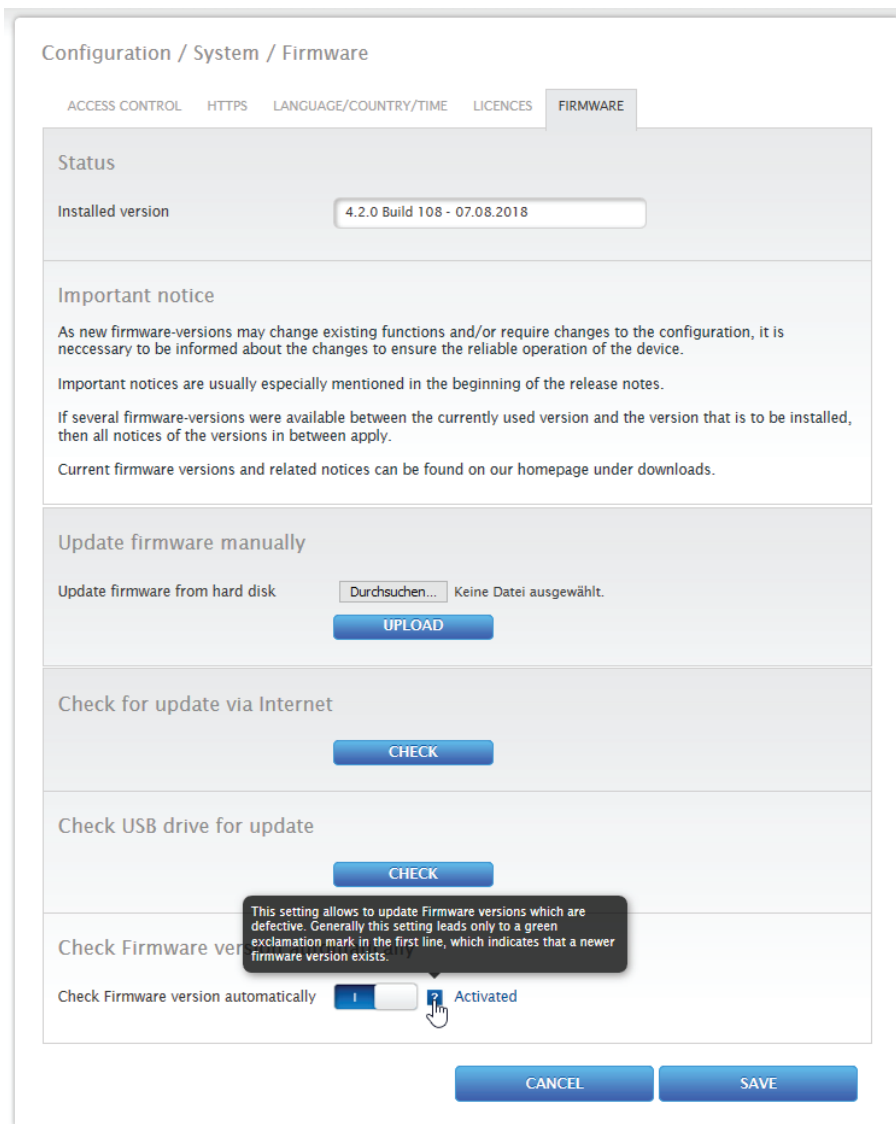 Configuration / System / Firmware
ACCESS CONTROL HTTPS LANGUAGE/COUNTRY/TIME LICENCES FIRMWARE
Status
Installed version 4.2.0 Build 108 - 07.08.2018
Important notice
As new firmware-versions may change existing functions and/or require changes to the configuration, it is
neccessary to be informed about the changes to ensure the reliable operation of the device.
Important notices are usually especially mentioned in the beginning of the release notes.
If several firmware-versions were available between the currently used version and the version that is to be installed,
then all notices of the versions in between apply.
Current firmware versions and related notices can be found on our homepage under downloads.
Update firmware manually
Update firmware from hard disk Durchsuchen... Keine Datei ausgewählt.
UPLOAD
Check for update via Internet
CHECK
Check USB drive for update
CHECK
This setting allows to update Firmward versions which are
defective. Generally this setting leads only to a green
exclamation mark in the first line, which indicates that a newer
firmware version exists.
Check Firmware version automatically
Check Firmware version automatically I ? Activated
CANCEL SAVE